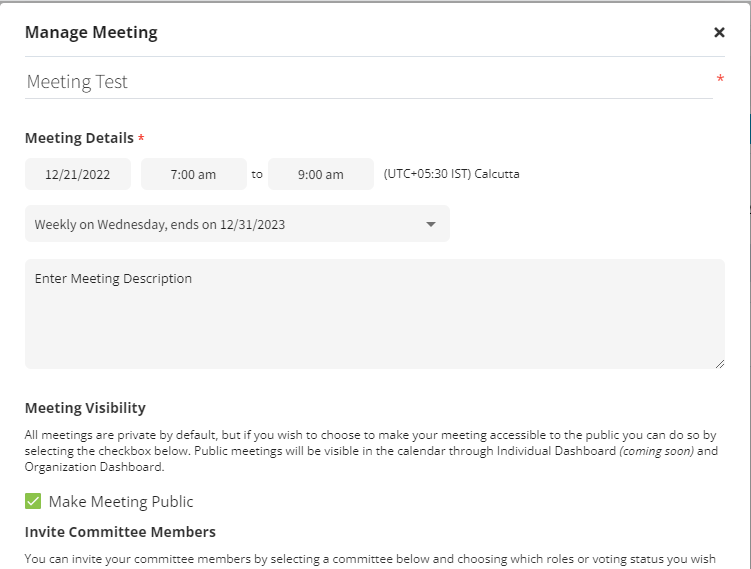 Manage Meeting
Meeting Test *
Meeting Details *
12/21/2022 7:00 am to 9:00 am (UTC+05:30 IST) Calcutta
Weekly on Wednesday, ends on 12/31/2023
Enter Meeting Description
Meeting Visibility
All meetings are private by default, but if you wish to choose to make your meeting accessible to the public you can do so by
selecting the checkbox below. Public meetings will be visible in the calendar through Individual Dashboard (coming soon) and
Organization Dashboard.
Make Meeting Public
Invite Committee Members
You can invite your committee members by selecting a committee below and choosing which roles or voting status you wish